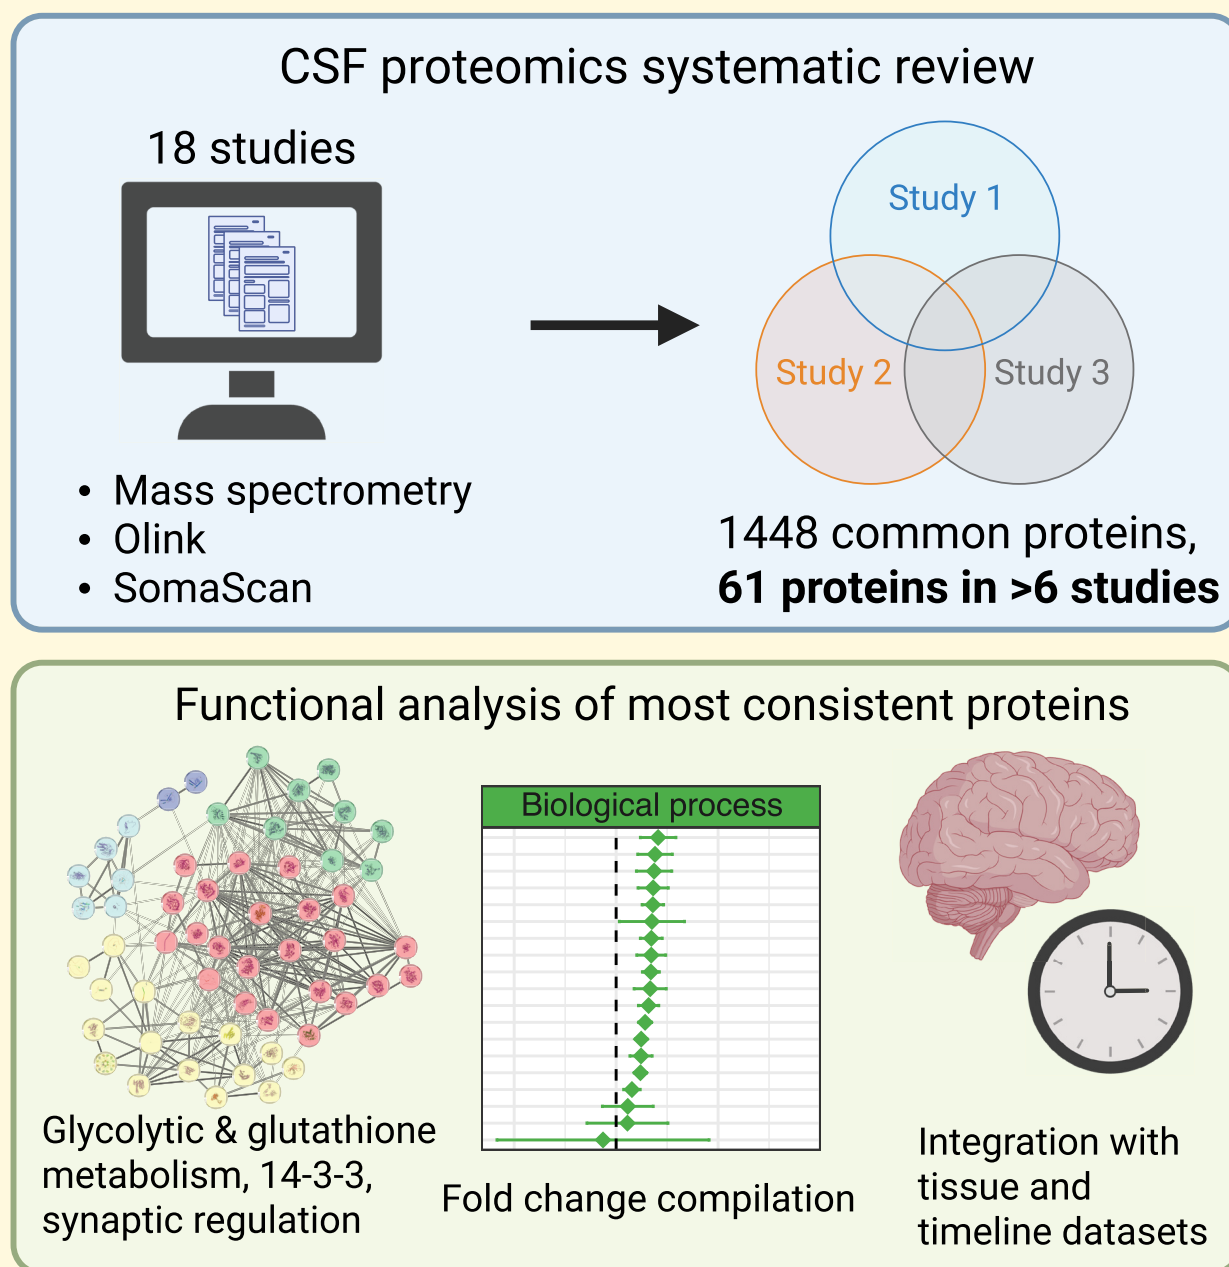 CSF proteomics systematic review
18 studies
Study 1
Study 2
Study 3
• Mass spectrometry
• Olink
• SomaScan
1448 common proteins,
61 proteins in >6 studies
Functional analysis of most consistent proteins
Biological process
Glycolytic & glutathione
metabolism, 14-3-3,
synaptic regulation
Fold change compilation
Integration with
tissue and
timeline datasets